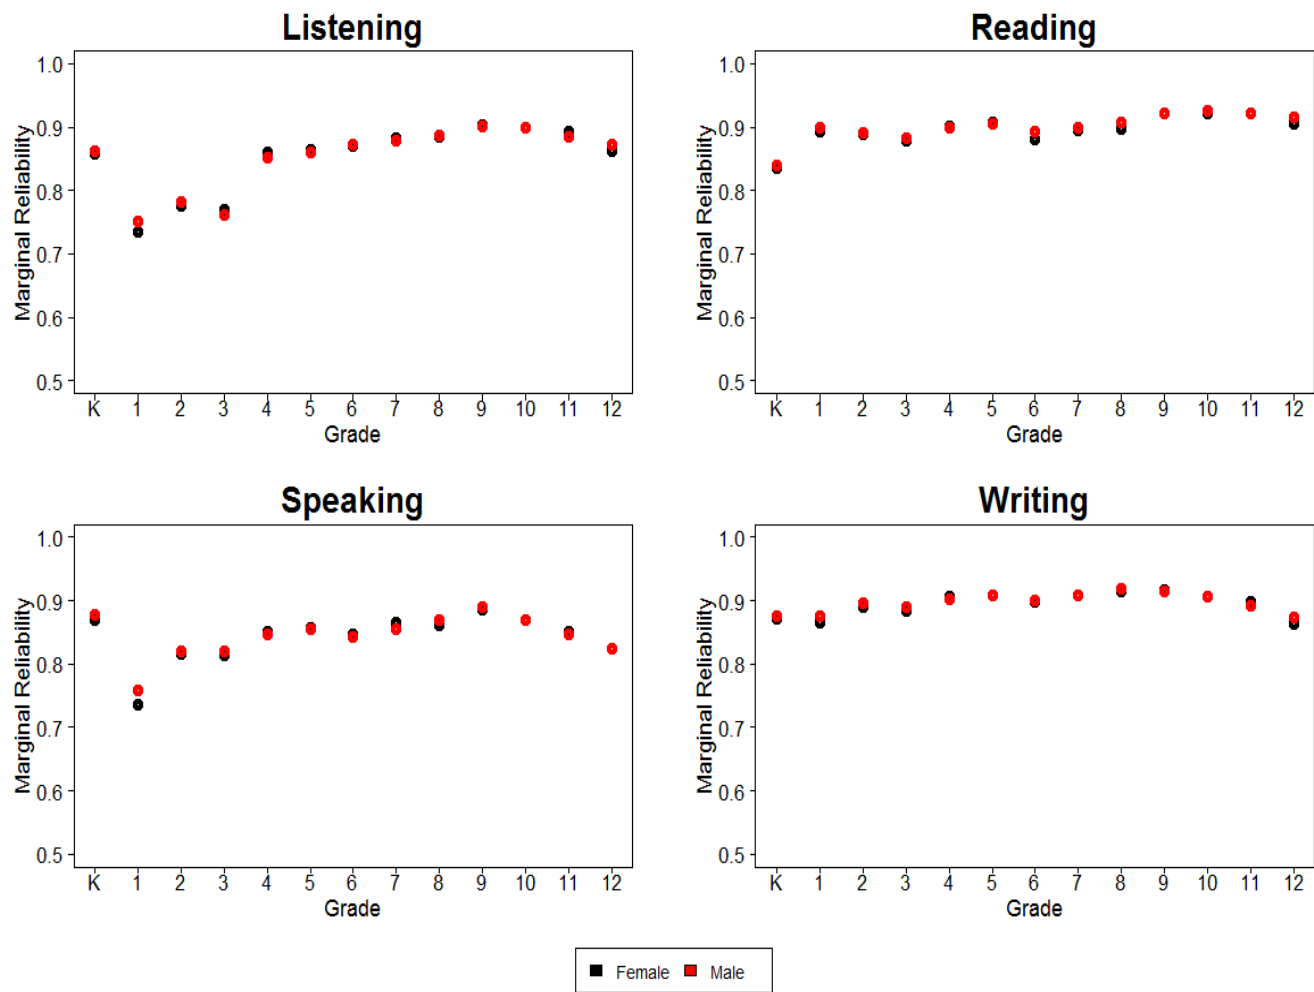 Listening
Marginal Reliability
1.0
0.9
0.8
0.7
0.6
0.5
K 1 2 3 4 5 6 7 8 9 10 11 12
Grade
Reading
Marginal Reliability
1.0
0.9
0.8
0.7
0.6
0.5
K 1 2 3 4 5 6 7 8 9 10 11 12
Grade
Speaking
Marginal Reliability
1.0
0.9
0.8
0.7
0.6
0.5
K 1 2 3 4 5 6 7 8 9 10 11 12
Grade
Writing
Marginal Reliability
1.0
0.9
0.8
0.7
0.6
0.5
K 1 2 3 4 5 6 7 8 9 10 11 12
Grade
Female Male